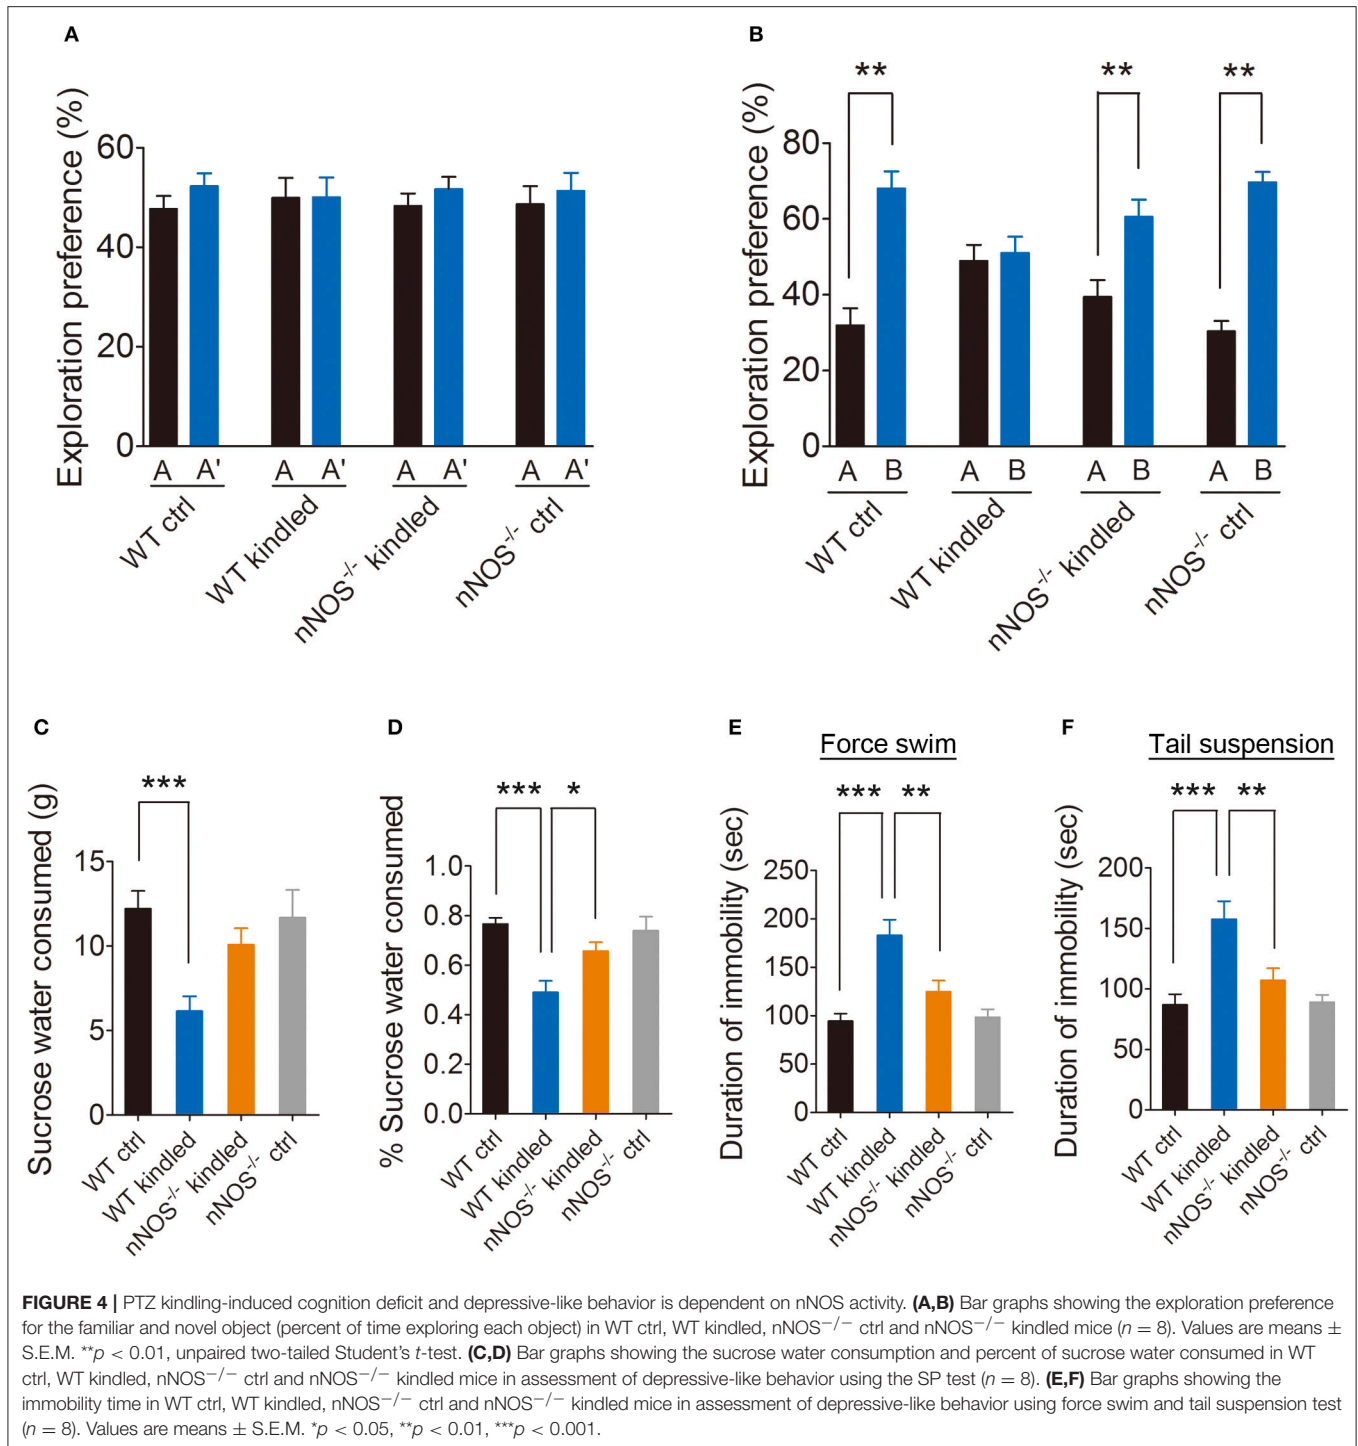 A
Exploration preference (%)
60
40
20
0
A A' A A' A A' A A'
WT ctrl
WT kindled
nNOS-/- kindled
nNOS-/- ctrl
B
** ** **
Exploration preference (%)
80
60
40
20
0
A B A B A B A B
WT ctrl
WT kindled
nNOS-/- kindled
nNOS-/- ctrl
C
***
Sucrose water consumed (g)
15
10
5
0
WT ctrl
WT kindled
nNOS-/- kindled
nNOS-/- ctrl
D
*** *
% Sucrose water consumed
1.0
0.8
0.6
0.4
0.2
0.0
WT ctrl
WT kindled
nNOS-/- kindled
nNOS-/- ctrl
E
Force swim
*** **
Duration of immobility (sec)
250
200
150
100
50
0
WT ctrl
WT kindled
nNOS-/- kindled
nNOS-/- ctrl
F
Tail suspension
*** **
Duration of immobility (sec)
200
150
100
50
0
WT ctrl
WT kindled
nNOS-/- kindled
nNOS-/- ctrl
FIGURE 4 | PTZ kindling-induced cognition deficit and depressive-like behavior is dependent on nNOS activity. (A,B) Bar graphs showing the exploration preference
for the familiar and novel object (percent of time exploring each object) in WT ctrl, WT kindled, nNOS−/− ctrl and nNOS−/− kindled mice (n = 8). Values are means ±
S.E.M. **p < 0.01, unpaired two-tailed Student's t-test. (C,D) Bar graphs showing the sucrose water consumption and percent of sucrose water consumed in WT
ctrl, WT kindled, nNOS−/− ctrl and nNOS−/− kindled mice in assessment of depressive-like behavior using the SP test (n = 8). (E,F) Bar graphs showing the
immobility time in WT ctrl, WT kindled, nNOS−/− ctrl and nNOS−/− kindled mice in assessment of depressive-like behavior using force swim and tail suspension test
(n = 8). Values are means ± S.E.M. *p < 0.05, **p < 0.01, ***p < 0.001.